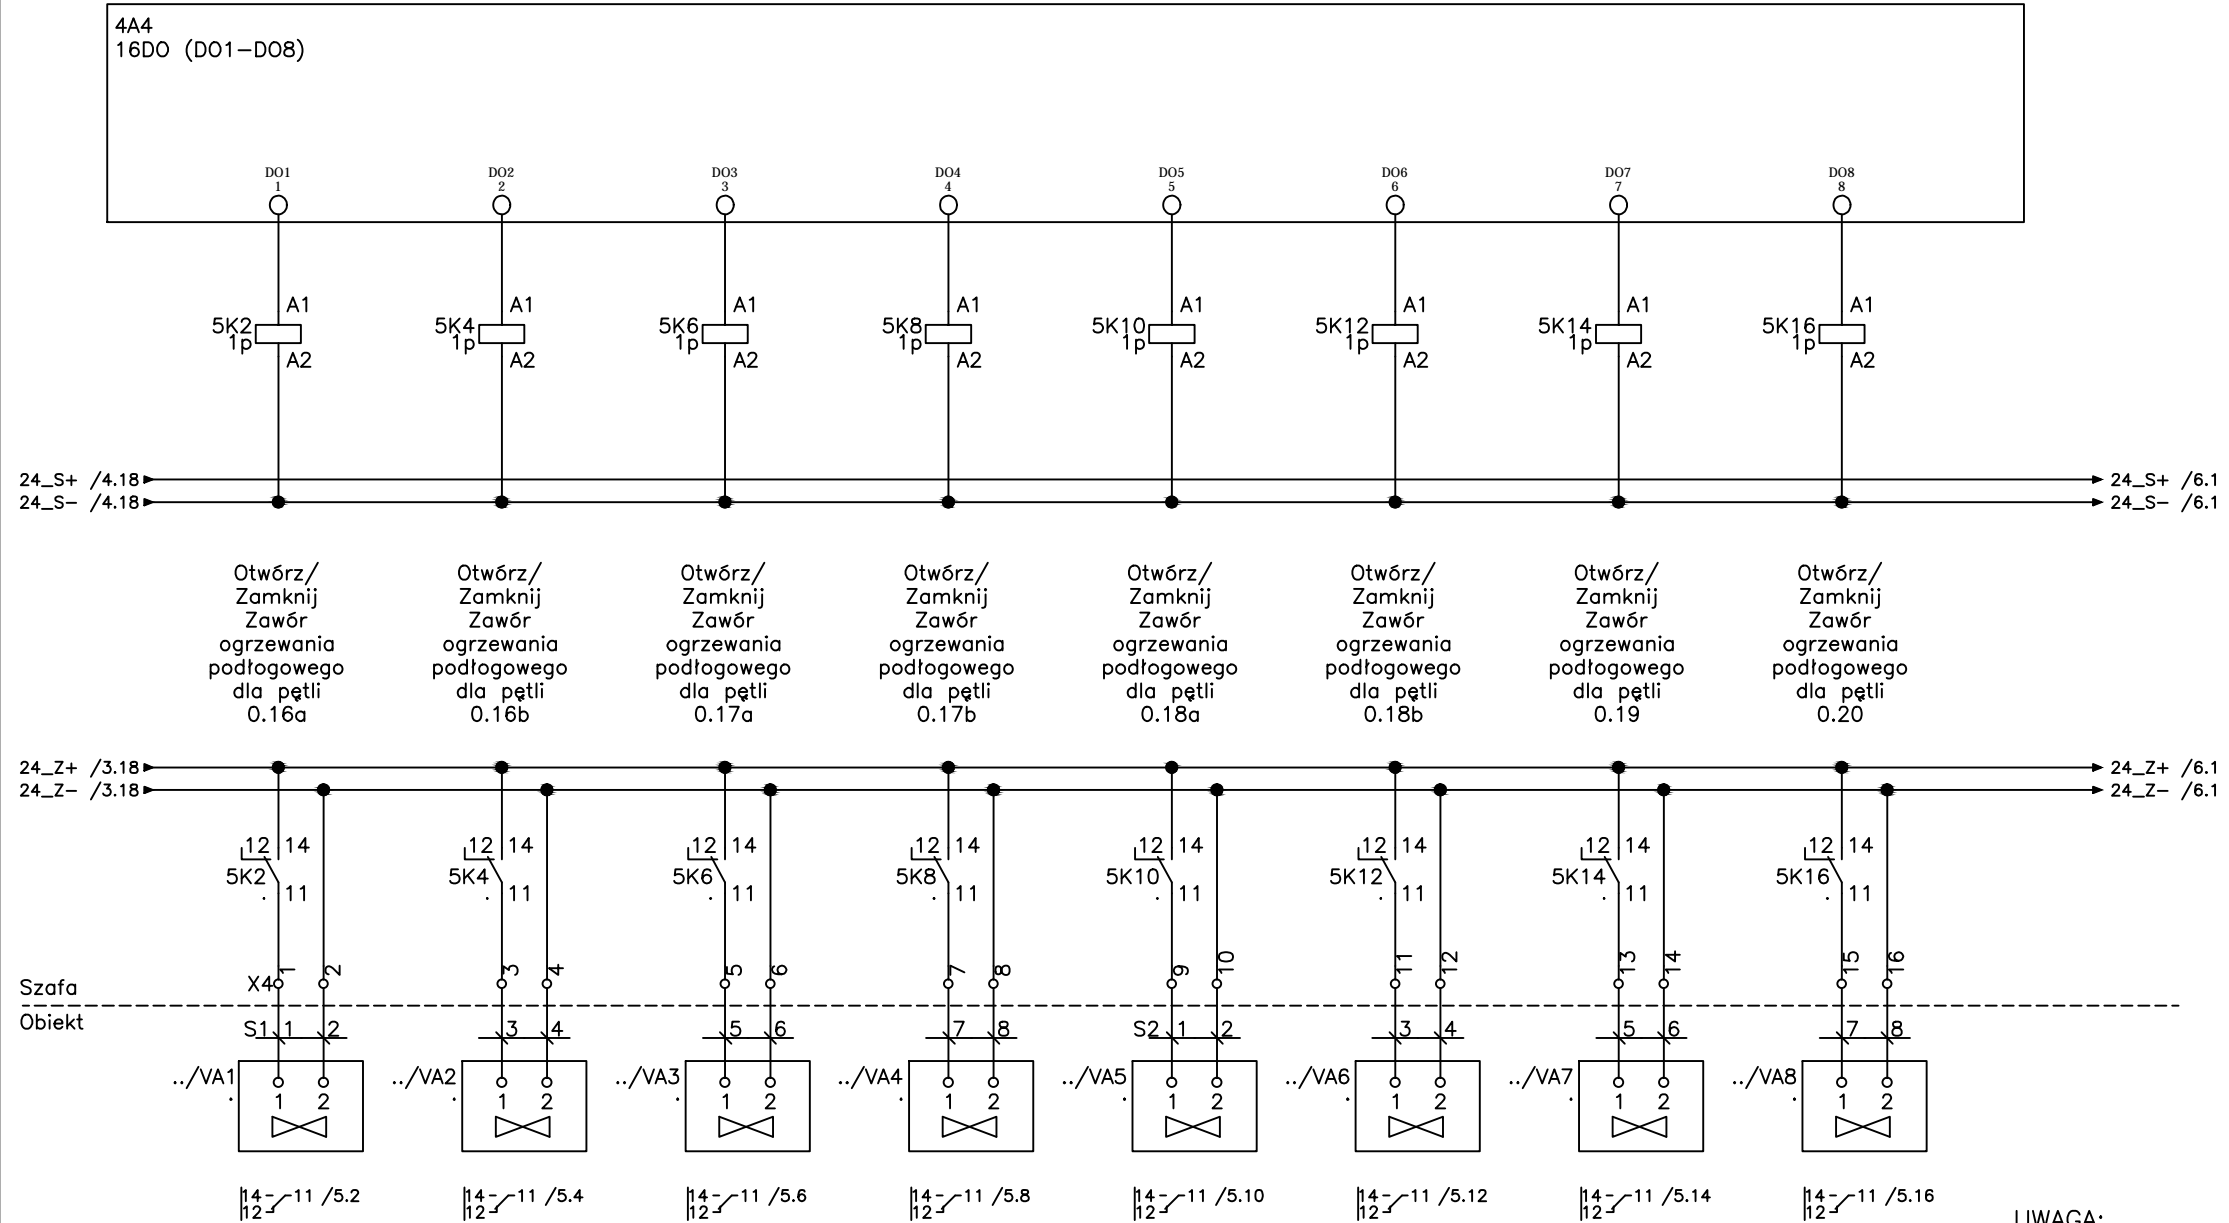 4A4
16DO (DO1-DO8)
DO1 DO2 DO3 DO4 DO5 DO6 DO7 DO8
1 2 3 4 5 6 7 8
A1 A1 A1 A1 A1 A1 A1 A1
5K2 5K4 5K6 5K8 5K10 5K12 5K14 5K16
1p 1p 1p 1p 1p 1p 1p 1p
A2 A2 A2 A2 A2 A2 A2 A2
24_S+ /4.18 24_S+ /6.1
24_S- /4.18 24_S- /6.1
Otwórz/ Otwórz/ Otwórz/ Otwórz/ Otwórz/ Otwórz/ Otwórz/ Otwórz/
Zamknij Zamknij Zamknij Zamknij Zamknij Zamknij Zamknij Zamknij
Zawór Zawór Zawór Zawór Zawór Zawór Zawór Zawór
ogrzewania ogrzewania ogrzewania ogrzewania ogrzewania ogrzewania ogrzewania ogrzewania
podłogowego podłogowego podłogowego podłogowego podłogowego podłogowego podłogowego podłogowego
dla pętli dla pętli dla pętli dla pętli dla pętli dla pętli dla pętli dla pętli
0.16a 0.16b 0.17a 0.17b 0.18a 0.18b 0.19 0.20
24_Z+ /3.18 24_Z+ /6.1
24_Z- /3.18 24_Z- /6.1
12 14 12 14 12 14 12 14 12 14 12 14 12 14 12 14
5K2 5K4 5K6 5K8 5K10 5K12 5K14 5K16
. 11 . 11 . 11 . 11 . 11 . 11 . 11 . 11
1 2 3 4 5 6 7 8 9 10 11 12 13 14 15 16
X4
Szafa
Obiekt
S1 1 2 3 4 5 6 7 8 S2 1 2 3 4 5 6 7 8
../VA1 ../VA2 ../VA3 ../VA4 ../VA5 ../VA6 ../VA7 ../VA8
. 1 2 . 1 2 . 1 2 . 1 2 . 1 2 . 1 2 . 1 2 . 1 2
14 11 /5.2 14 11 /5.4 14 11 /5.6 14 11 /5.8 14 11 /5.10 14 11 /5.12 14 11 /5.14 14 11 /5.16
12 12 12 12 12 12 12 12
UWAGA: